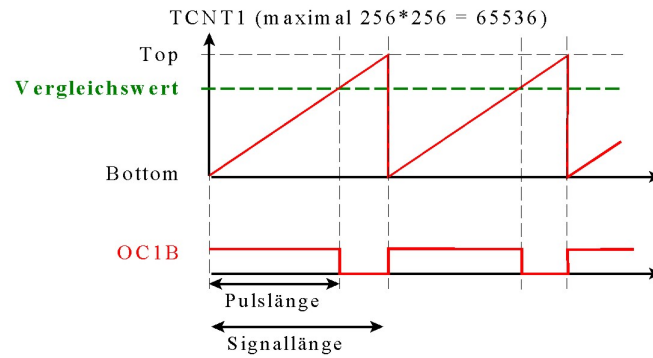 TCNT1 (maximal 256*256 = 65536)
Top
Vergleichswert
Bottom
OC1B
Pulslänge
Signallänge